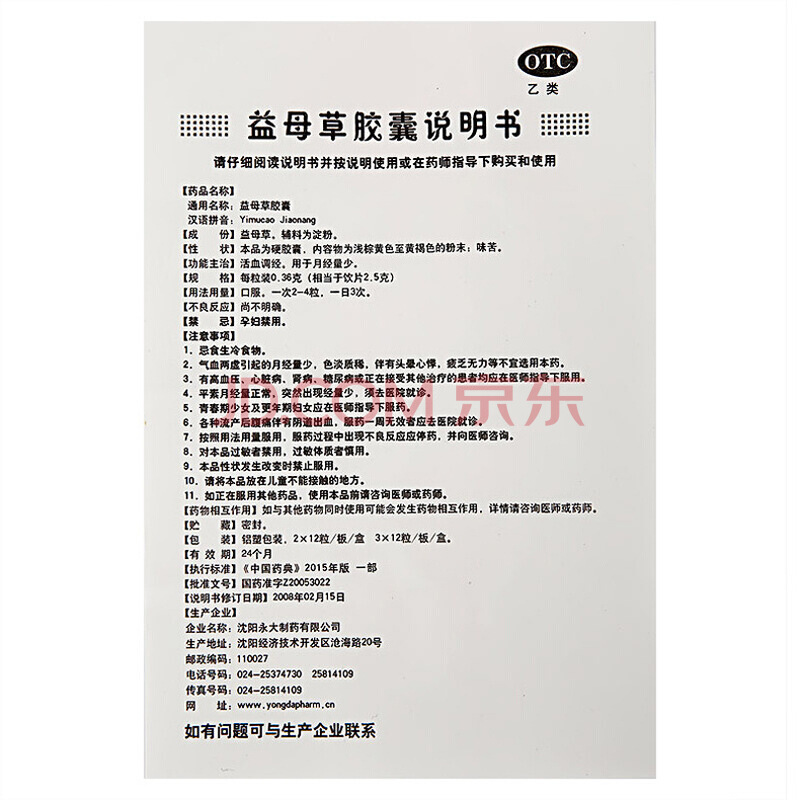 OTC
乙类
益母草胶囊说明书
请仔细阅读说明书并按说明使用或在药师指导下购买和使用
【药品名称】
通用名称：益母草胶囊
汉语拼音：Yimucao Jiaonang
【成　份】益母草。辅料为淀粉。
【性　状】本品为硬胶囊，内容物为浅棕黄色至黄褐色的粉末；味苦。
【功能主治】活血调经。用于月经量少。
【规　格】每粒装0.36克（相当于饮片2.5克）
【用法用量】口服。一次2-4粒，一日3次。
【不良反应】尚不明确。
【禁　忌】孕妇禁用。
【注意事项】
1．忌食生冷食物。
2．气血两虚引起的月经量少，色淡质稀，伴有头晕心悸，疲乏无力等不宜选用本药。
3．有高血压、心脏病、肾病、糖尿病或正在接受其他治疗的患者均应在医师指导下服用。
4．平素月经量正常，突然出现经量少，须去医院就诊。
5．青春期少女及更年期妇女应在医师指导下服药。
6．各种流产后腹痛伴有阴道出血，服药一周无效者应去医院就诊。
7．按照用法用量服用，服药过程中出现不良反应应停药，并向医师咨询。
8．对本品过敏者禁用，过敏体质者慎用。
9．本品性状发生改变时禁止服用。
10．请将本品放在儿童不能接触的地方。
11．如正在服用其他药品，使用本品前请咨询医师或药师。
【药物相互作用】如与其他药物同时使用可能会发生药物相互作用，详情请咨询医师或药师。
【贮　藏】密封。
【包　装】铝塑包装，2×12粒/板/盒　3×12粒/板/盒。
【有 效 期】24个月
【执行标准】《中国药典》2015年版 一部
【批准文号】国药准字Z20053022
【说明书修订日期】2008年02月15日
【生产企业】
企业名称：沈阳永大制药有限公司
生产地址：沈阳经济技术开发区沧海路20号
邮政编码：110027
电话号码：024-25374730　25814109
传真号码：024-25814109
网　址：www.yongdapharm.cn
如有问题可与生产企业联系
JD.COM 京东